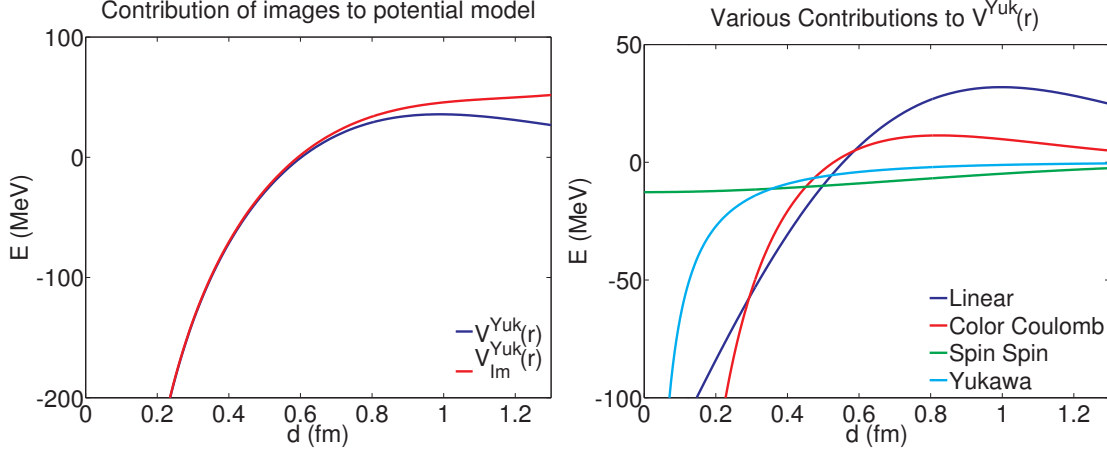 Contribution of images to potential model
100
0
-100
-200
E (MeV)
0 0.2 0.4 0.6 0.8 1 1.2
d (fm)
V^Yuk(r)
V_Im^Yuk(r)
Various Contributions to V^Yuk(r)
50
0
-50
-100
E (MeV)
0 0.2 0.4 0.6 0.8 1 1.2
d (fm)
Linear
Color Coulomb
Spin Spin
Yukawa